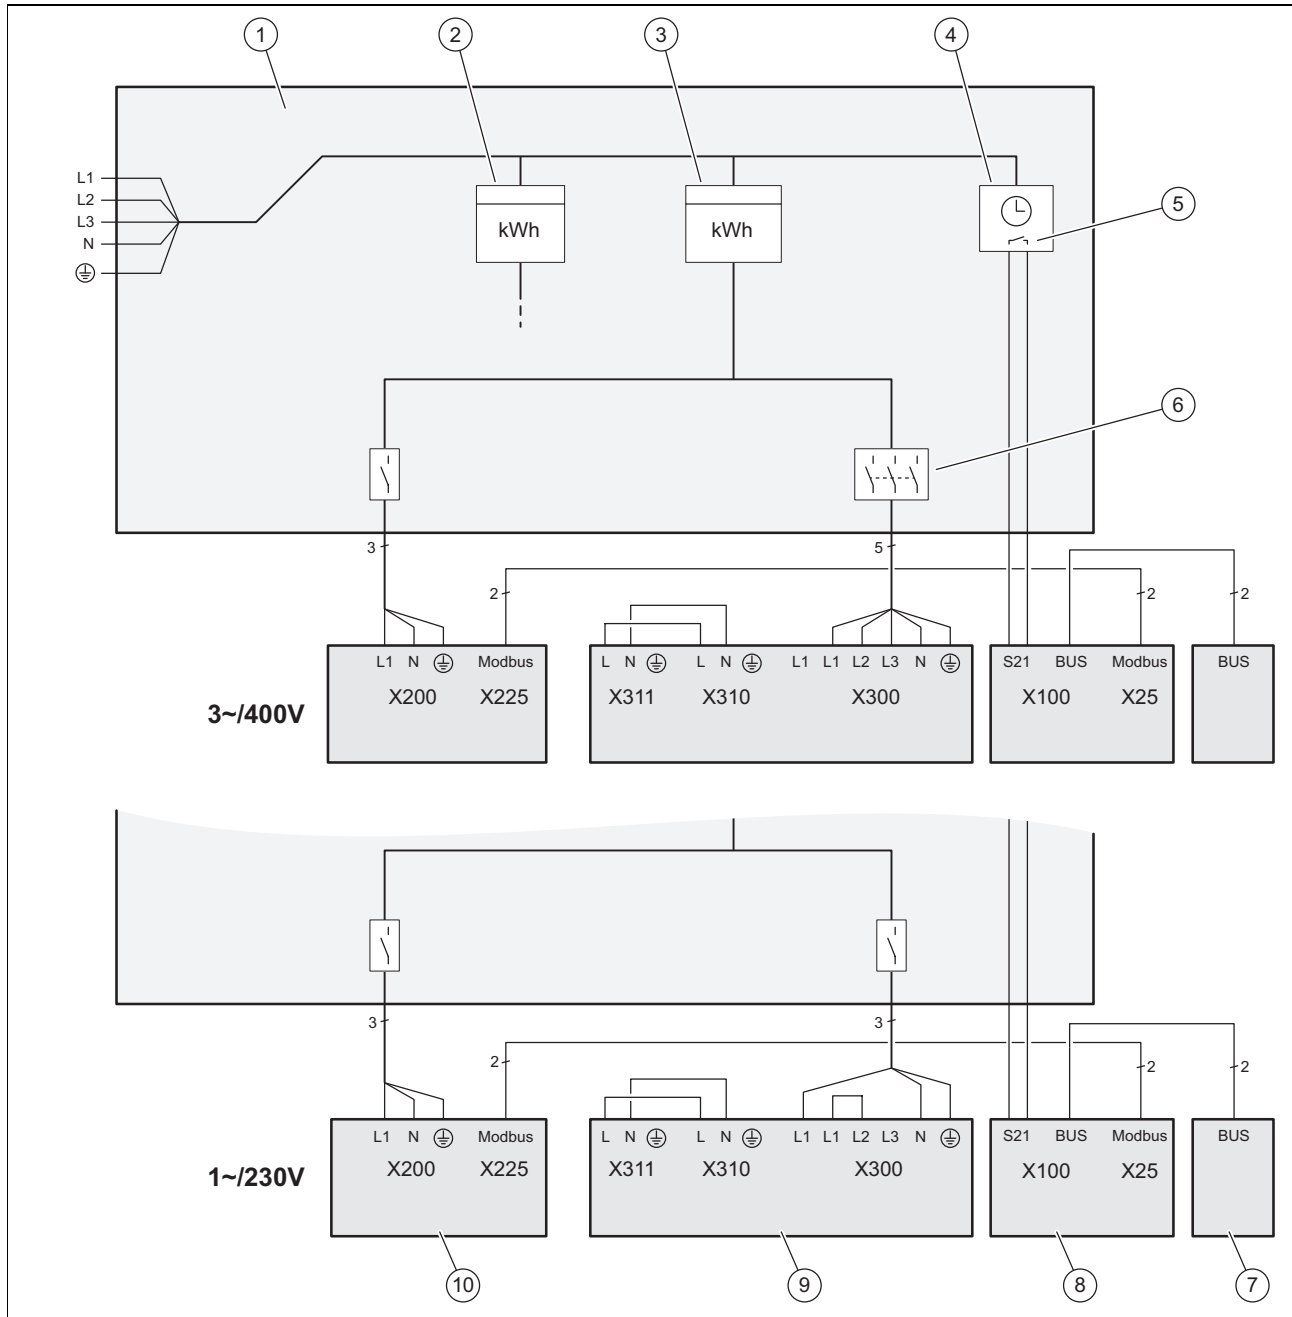 1 2 3 4
L1
L2
L3
N
kWh kWh
5
6
3 5
2 2 2
L1 N Modbus L N L N L1 L1 L2 L3 N S21 BUS Modbus BUS
X200 X225 X311 X310 X300 X100 X25
3~/400V
3 3
2 2 2
L1 N Modbus L N L N L1 L1 L2 L3 N S21 BUS Modbus BUS
X200 X225 X311 X310 X300 X100 X25
1~/230V
10 9 8 7